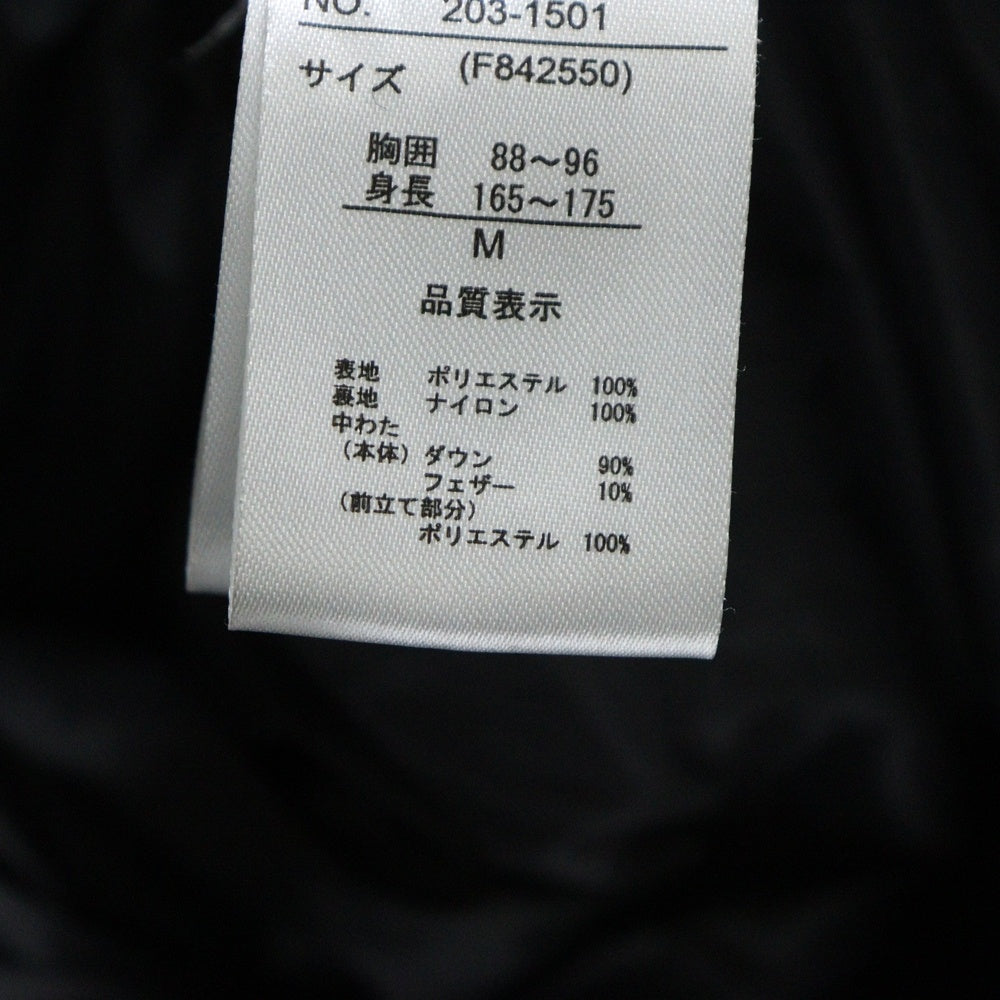 NO. 203-1501
サイズ (F842550)
胸囲 88～96
身長 165～175
M
品質表示
表地 ポリエステル 100%
裏地 ナイロン 100%
中わた
(本体) ダウン 90%
フェザー 10%
(前立て部分)
ポリエステル 100%